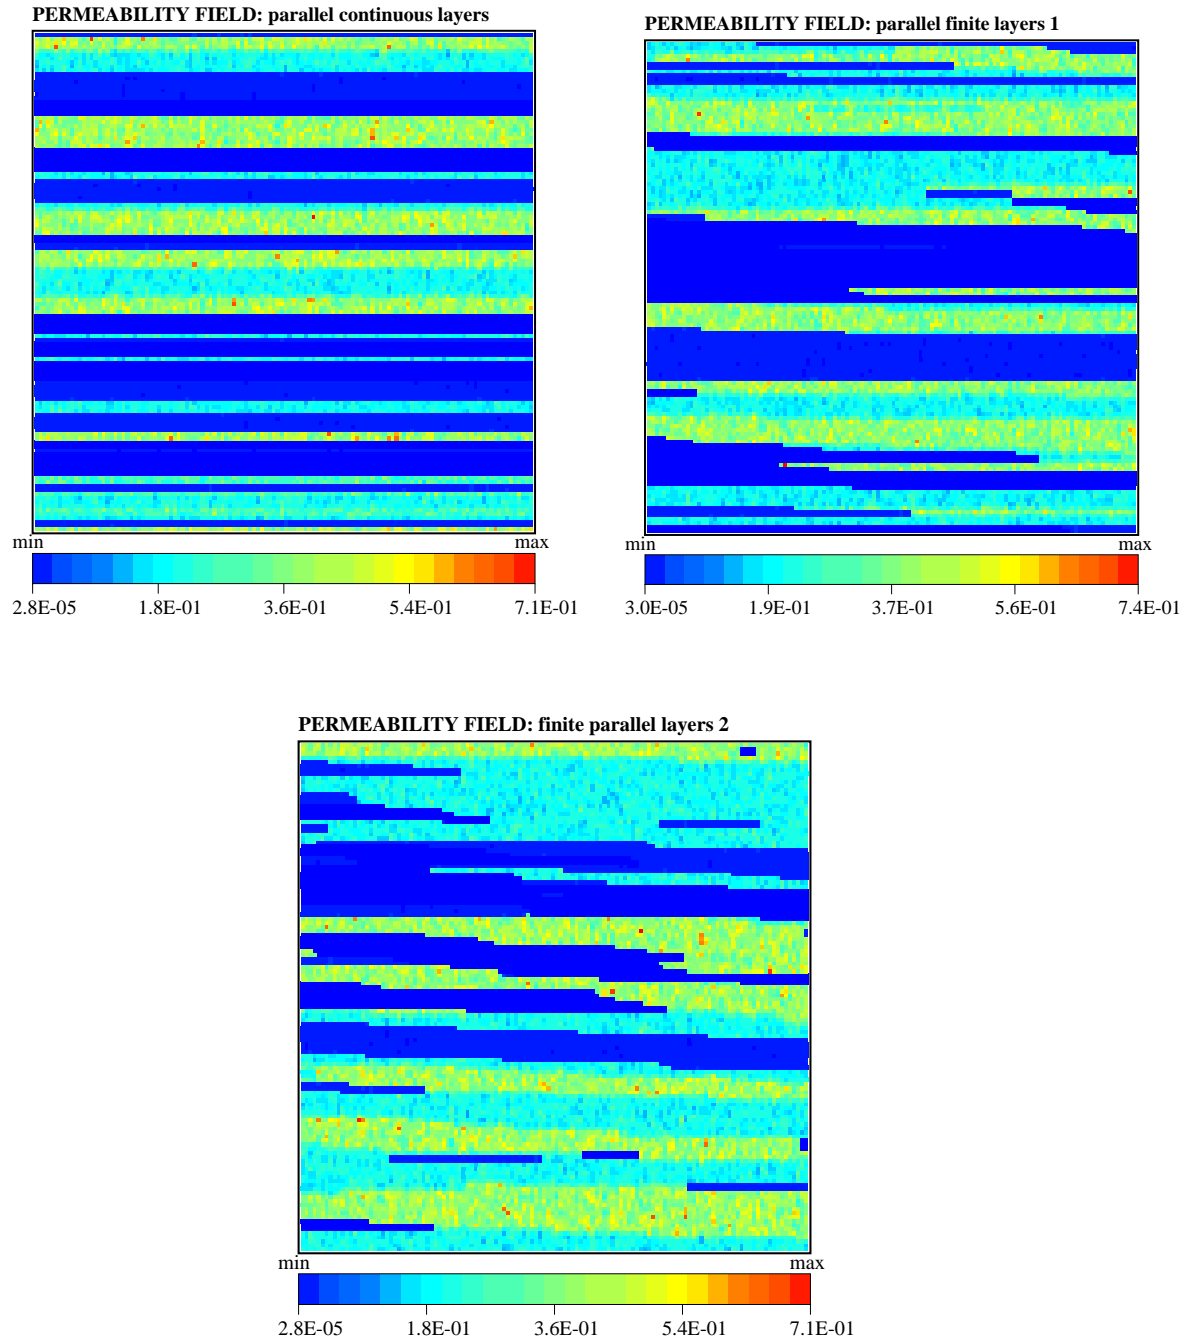 PERMEABILITY FIELD: parallel continuous layers
min max
2.8E-05 1.8E-01 3.6E-01 5.4E-01 7.1E-01
PERMEABILITY FIELD: parallel finite layers 1
min max
3.0E-05 1.9E-01 3.7E-01 5.6E-01 7.4E-01
PERMEABILITY FIELD: finite parallel layers 2
min max
2.8E-05 1.8E-01 3.6E-01 5.4E-01 7.1E-01